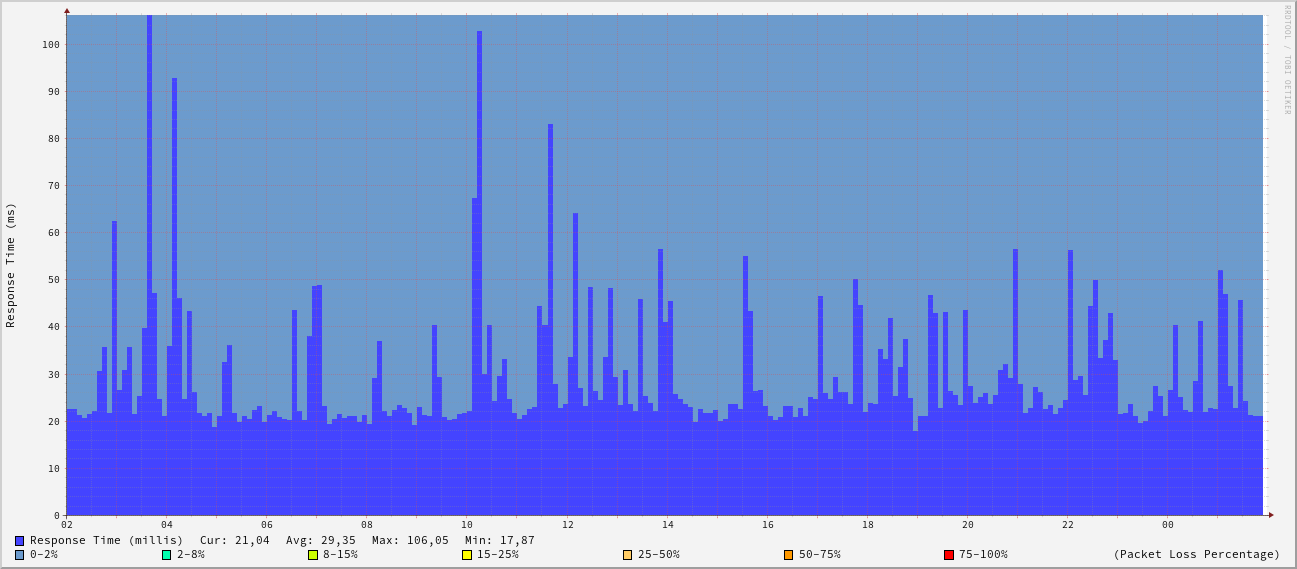 RRDTOOL / TOBI OETIKER
Response Time (ms)
100
90
80
70
60
50
40
30
20
10
0
02 04 06 08 10 12 14 16 18 20 22 00
Response Time (millis) Cur: 21,04 Avg: 29,35 Max: 106,05 Min: 17,87
0-2% 2-8% 8-15% 15-25% 25-50% 50-75% 75-100% (Packet Loss Percentage)